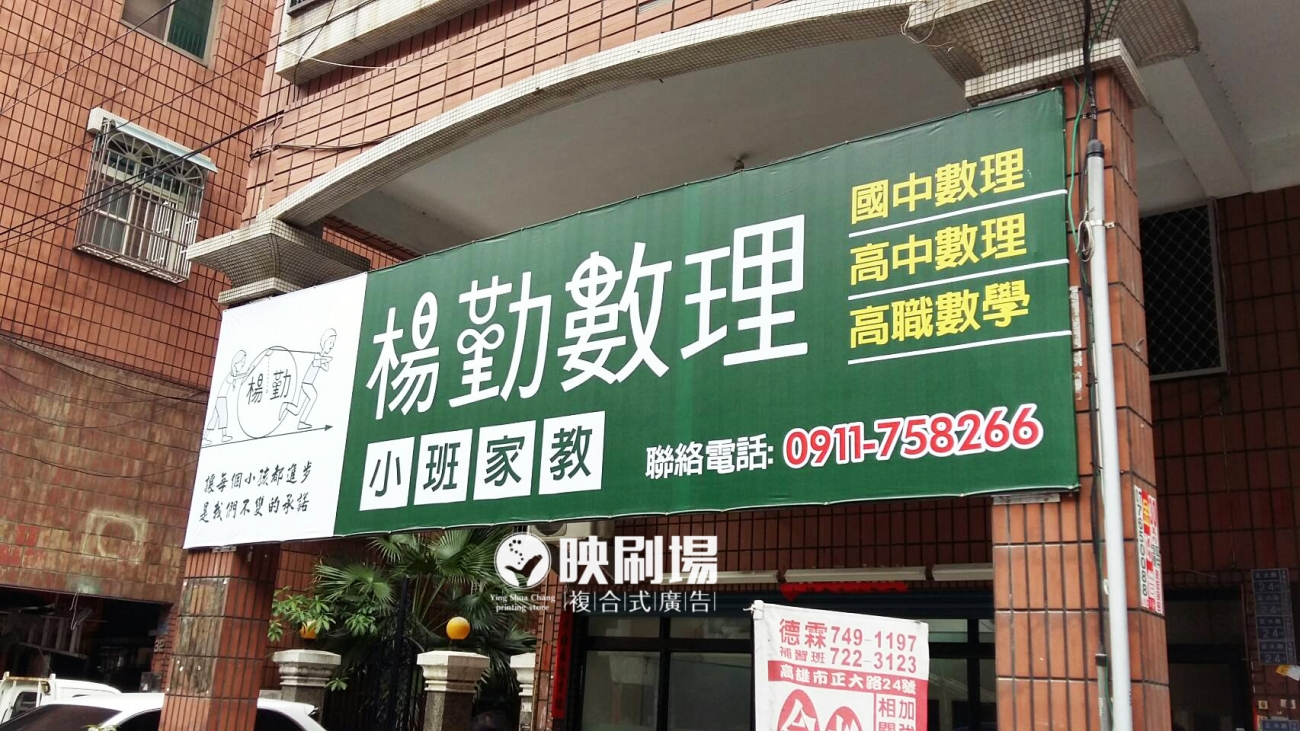 楊勤
讓每個小孩都進步
是我們不變的承諾
楊勤數理
小班家教
國中數理
高中數理
高職數學
聯絡電話: 0911-758266
映刷場
Ying Shua Chang
printing store
複合式廣告
德霖 749-1197
補習班 722-3123
高雄市正大路24號
相加